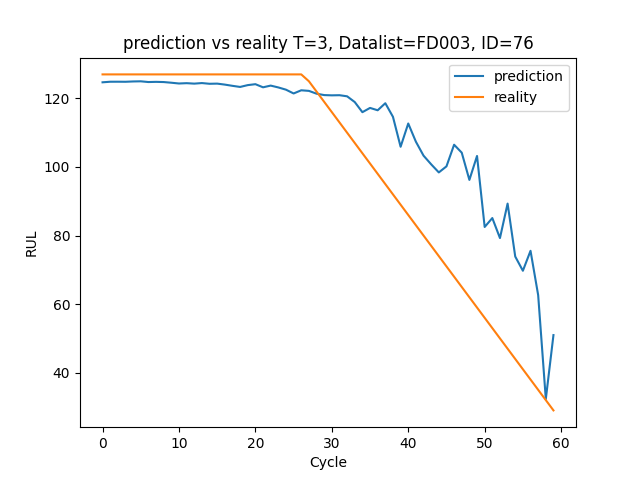 prediction vs reality T=3, Datalist=FD003, ID=76
prediction
reality
RUL
120
100
80
60
40
0 10 20 30 40 50 60
Cycle